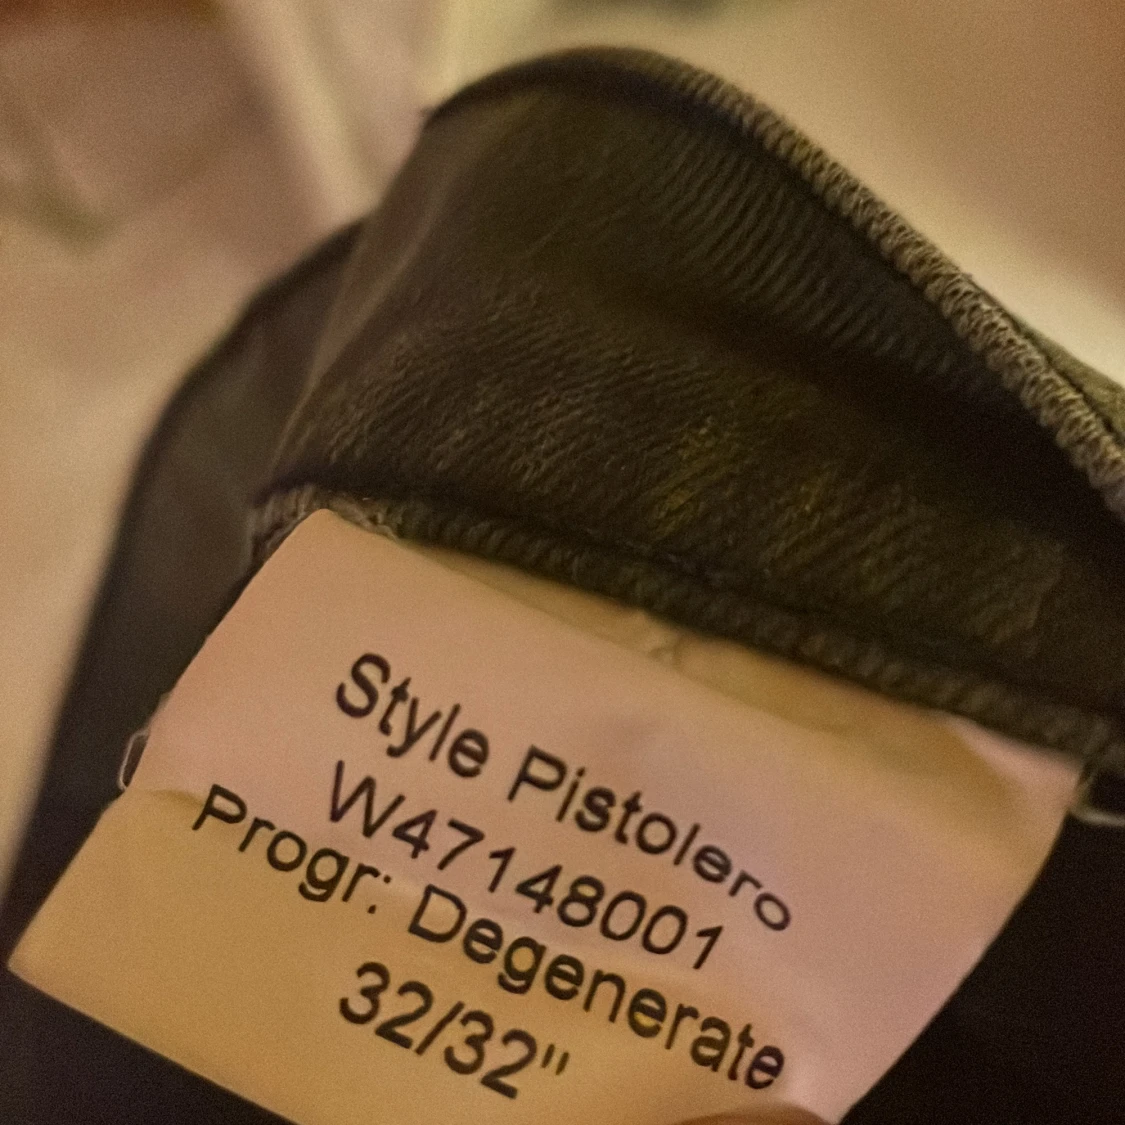 Style Pistolero
W47148001
Progr: Degenerate
32/32"